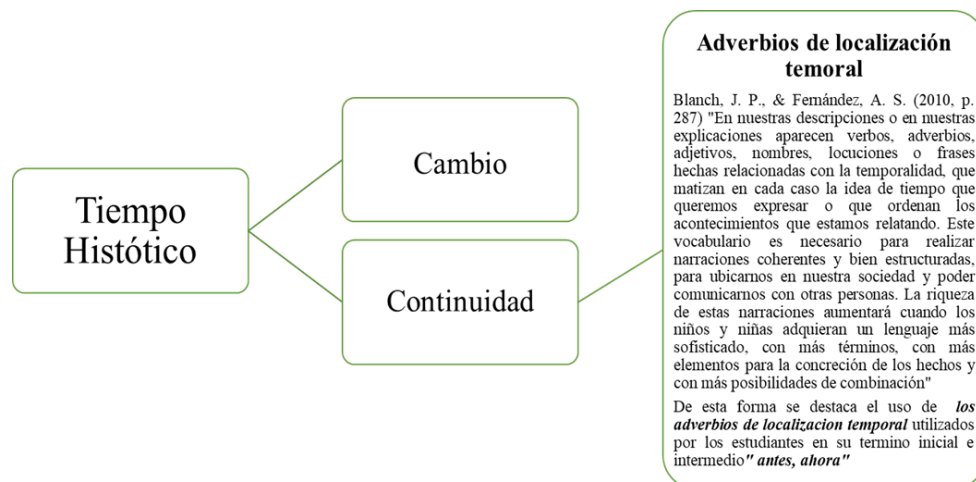 Tiempo
Histótico
Cambio
Continuidad
Adverbios de localización
temoral
Blanch, J. P., & Fernández, A. S. (2010, p.
287) "En nuestras descripciones o en nuestras
explicaciones aparecen verbos, adverbios,
adjetivos, nombres, locuciones o frases
hechas relacionadas con la temporalidad, que
matizan en cada caso la idea de tiempo que
queremos expresar o que ordenan los
acontecimientos que estamos relatando. Este
vocabulario es necesario para realizar
narraciones coherentes y bien estructuradas,
para ubicarnos en nuestra sociedad y poder
comunicarnos con otras personas. La riqueza
de estas narraciones aumentará cuando los
niños y niñas adquieran un lenguaje más
sofisticado, con más términos, con más
elementos para la concreción de los hechos y
con más posibilidades de combinación"
De esta forma se destaca el uso de los
adverbios de localizacion temporal utilizados
por los estudiantes en su termino inicial e
intermedio" antes, ahora"